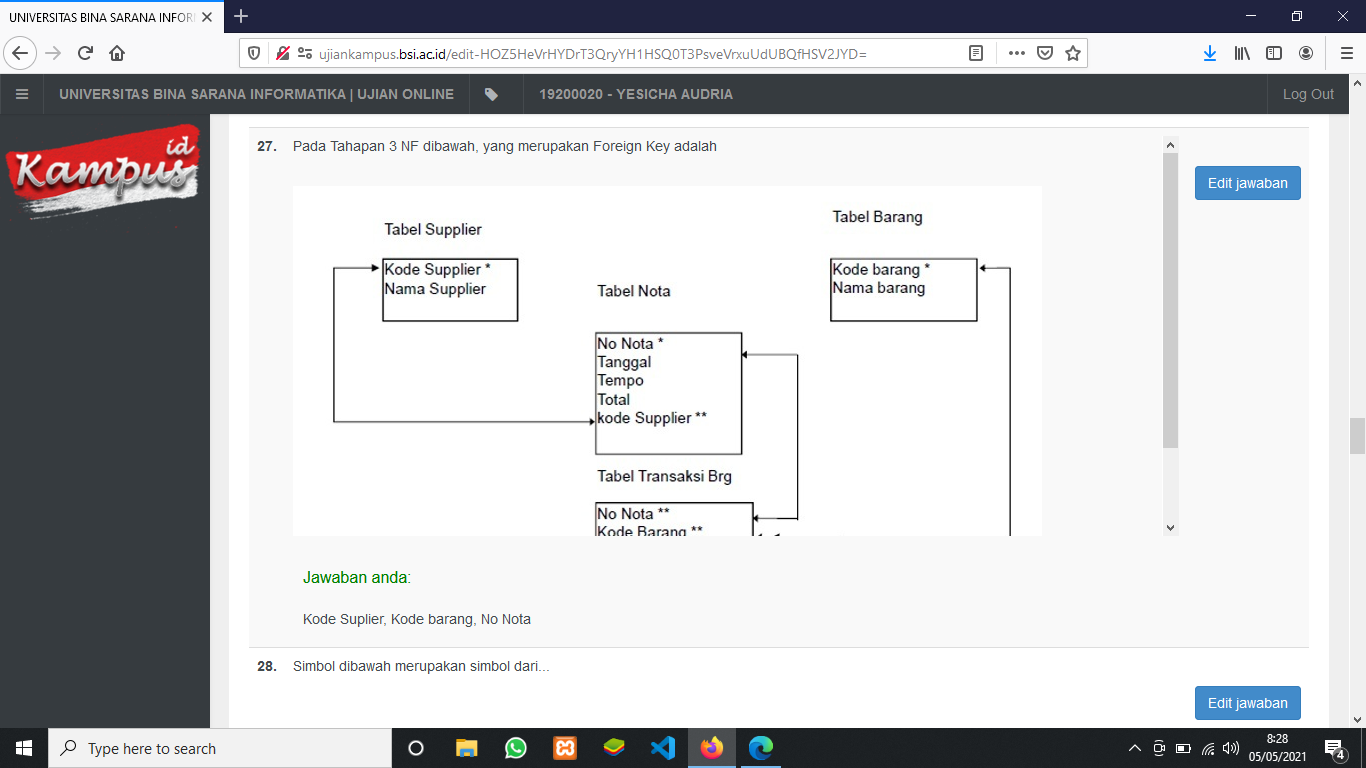 UNIVERSITAS BINA SARANA INFOR
ujiankampus.bsi.ac.id/edit-HOZ5HeVrHYDrT3QryYH1HSQ0T3PsveVrxuUdUBQfHSV2JYD=
UNIVERSITAS BINA SARANA INFORMATIKA | UJIAN ONLINE
19200020 - YESICHA AUDRIA
Log Out
Kampus id
27. Pada Tahapan 3 NF dibawah, yang merupakan Foreign Key adalah
Edit jawaban
Tabel Supplier
Kode Supplier *
Nama Supplier
Tabel Barang
Kode barang *
Nama barang
Tabel Nota
No Nota *
Tanggal
Tempo
Total
kode Supplier **
Tabel Transaksi Brg
No Nota **
Kode Barang **
Jawaban anda:
Kode Suplier, Kode barang, No Nota
28. Simbol dibawah merupakan simbol dari...
Edit jawaban
Type here to search
8:28
05/05/2021
4